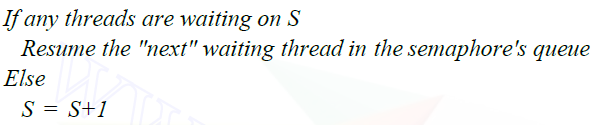 If any threads are waiting on S
Resume the "next" waiting thread in the semaphore's queue
Else
S = S+1